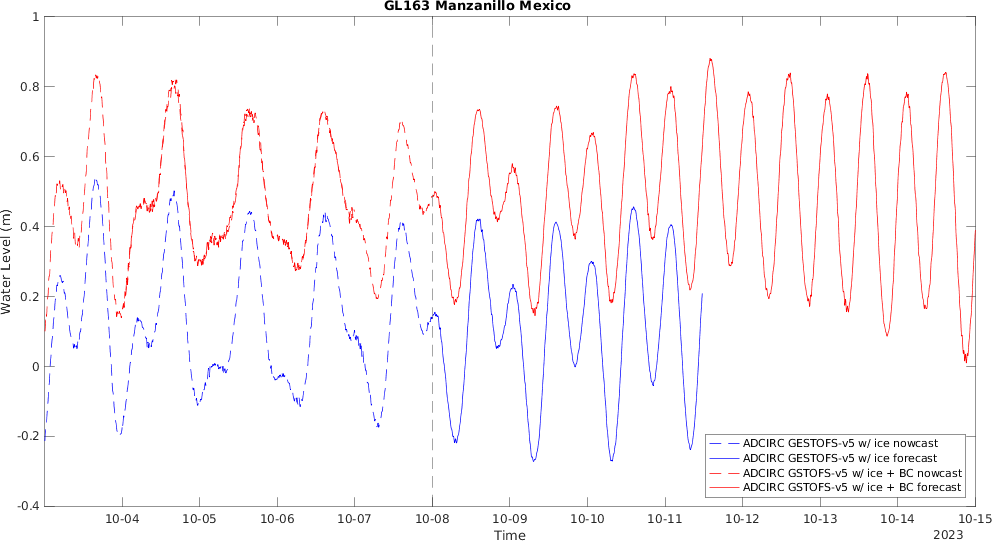 GL163 Manzanillo Mexico
Water Level (m)
1
0.8
0.6
0.4
0.2
0
-0.2
-0.4
ADCIRC GESTOFS-v5 w/ ice nowcast
ADCIRC GESTOFS-v5 w/ ice forecast
ADCIRC GSTOFS-v5 w/ ice + BC nowcast
ADCIRC GSTOFS-v5 w/ ice + BC forecast
10-04 10-05 10-06 10-07 10-08 10-09 10-10 10-11 10-12 10-13 10-14 10-15
Time
2023